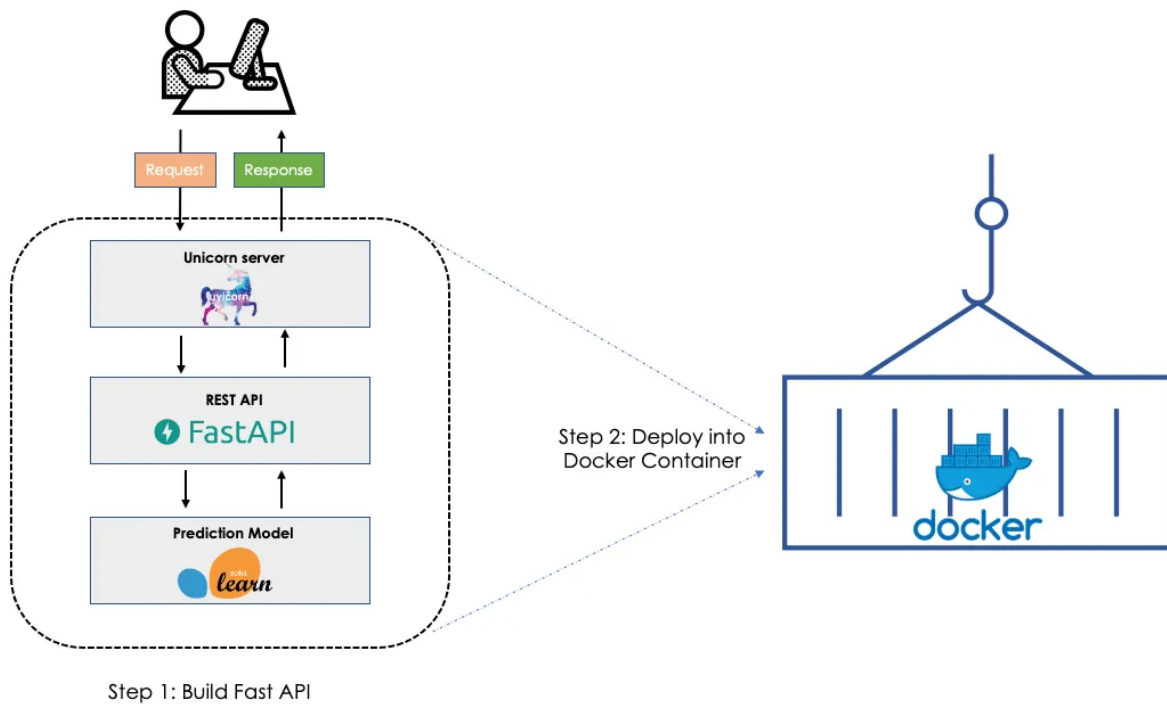 Request
Response
Unicorn server
uvicorn
REST API
FastAPI
Prediction Model
scikit
learn
Step 1: Build Fast API
Step 2: Deploy into
Docker Container
docker